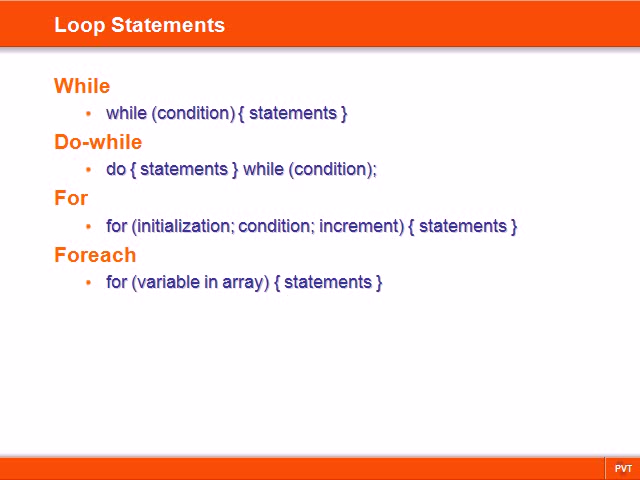 Loop Statements
While
• while (condition) { statements }
Do-while
• do { statements } while (condition);
For
• for (initialization; condition; increment) { statements }
Foreach
• for (variable in array) { statements }
PVT